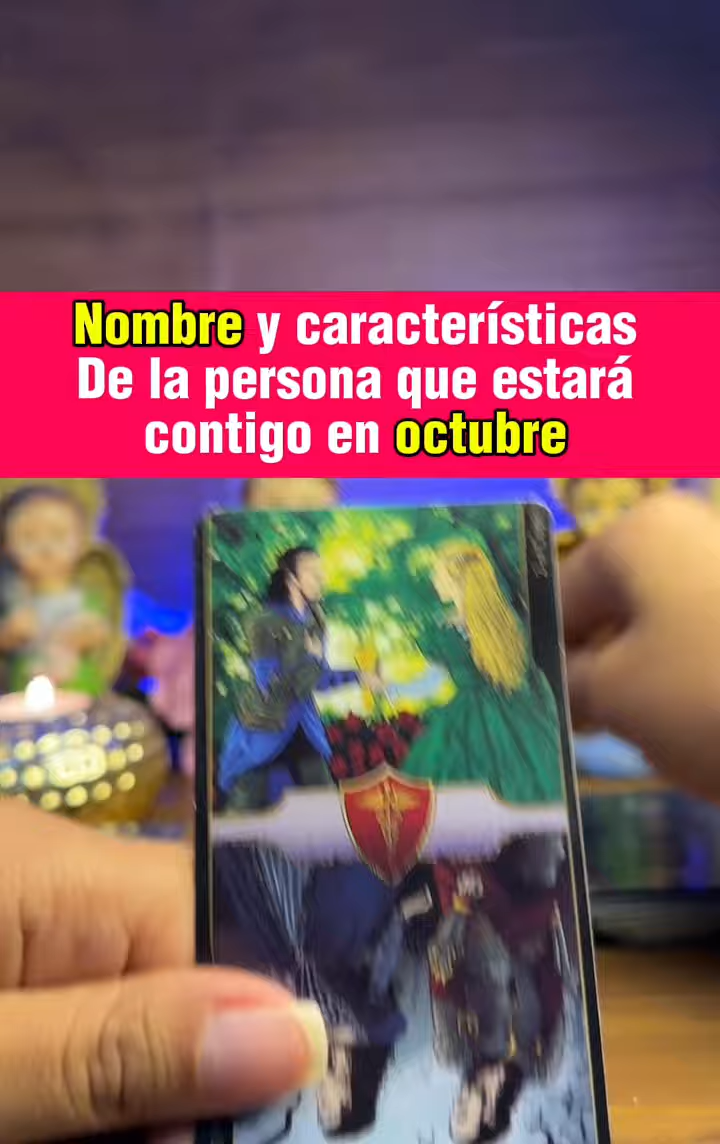 Nombre y características
De la persona que estará
contigo en octubre